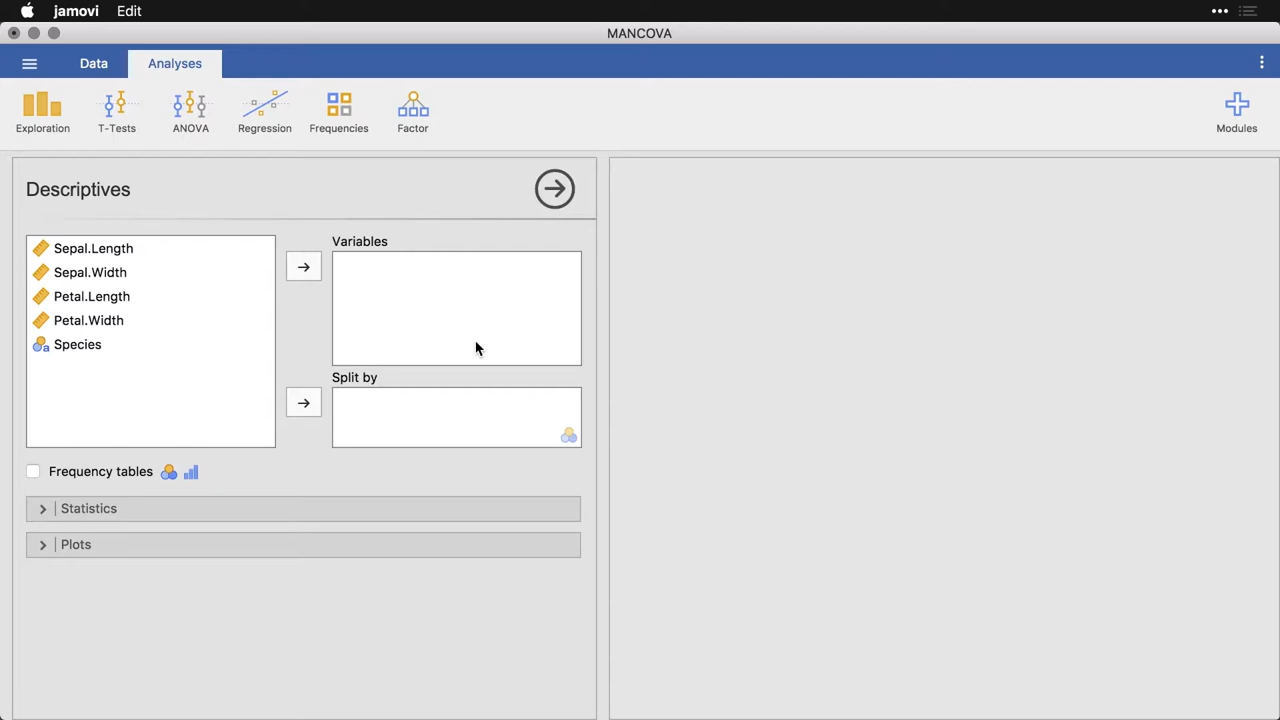 jamovi Edit
MANCOVA
Data Analyses
Exploration T-Tests ANOVA Regression Frequencies Factor Modules
Descriptives
Variables
Sepal.Length
Sepal.Width
Petal.Length
Petal.Width
Species
Split by
Frequency tables
Statistics
Plots